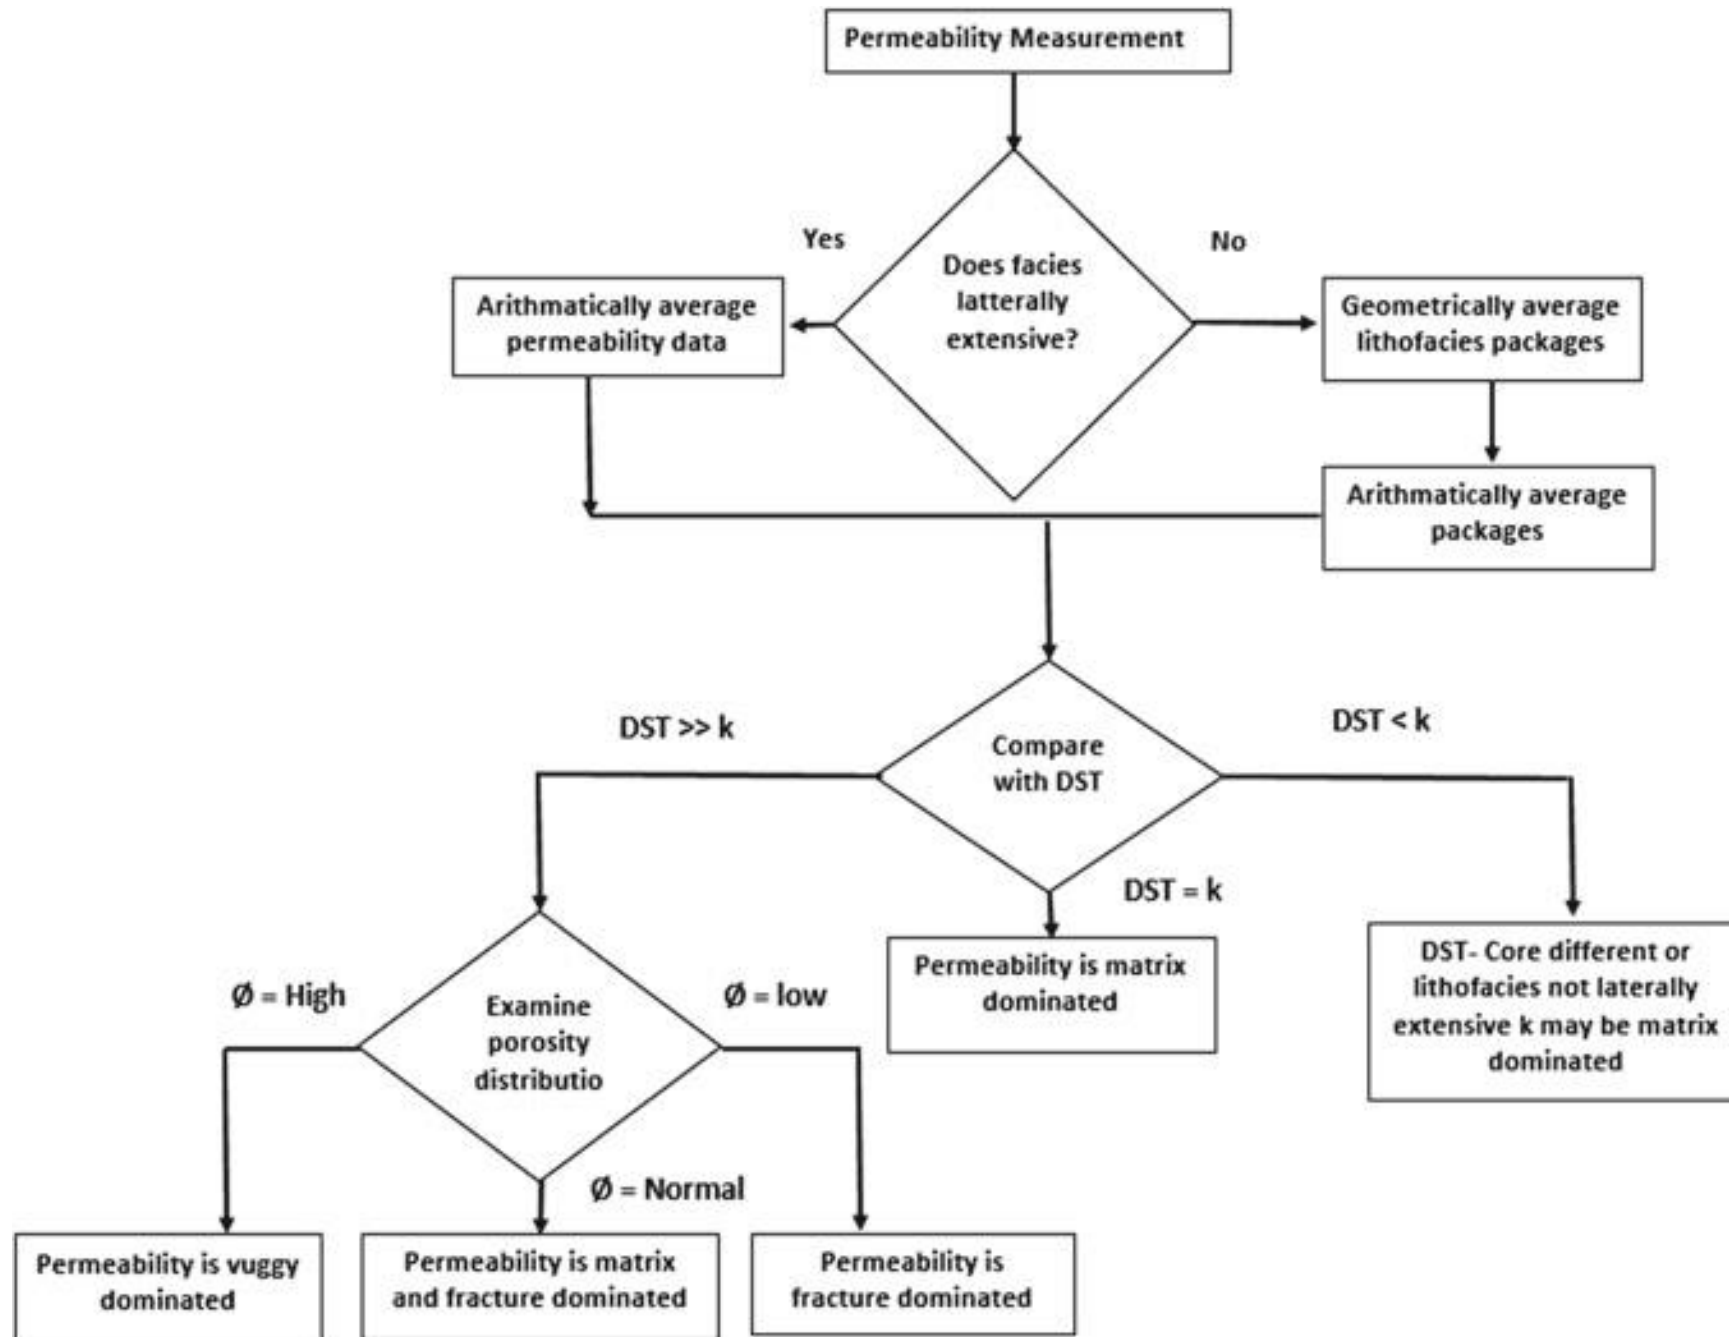 Permeability Measurement
Yes
No
Does facies
latterally
extensive?
Arithmatically average
permeability data
Geometrically average
lithofacies packages
Arithmatically average
packages
DST >> k
DST < k
Compare
with DST
DST = k
Permeability is matrix
dominated
DST- Core different or
lithofacies not laterally
extensive k may be matrix
dominated
Ø = High
Ø = low
Examine
porosity
distributio
Ø = Normal
Permeability is vuggy
dominated
Permeability is matrix
and fracture dominated
Permeability is
fracture dominated